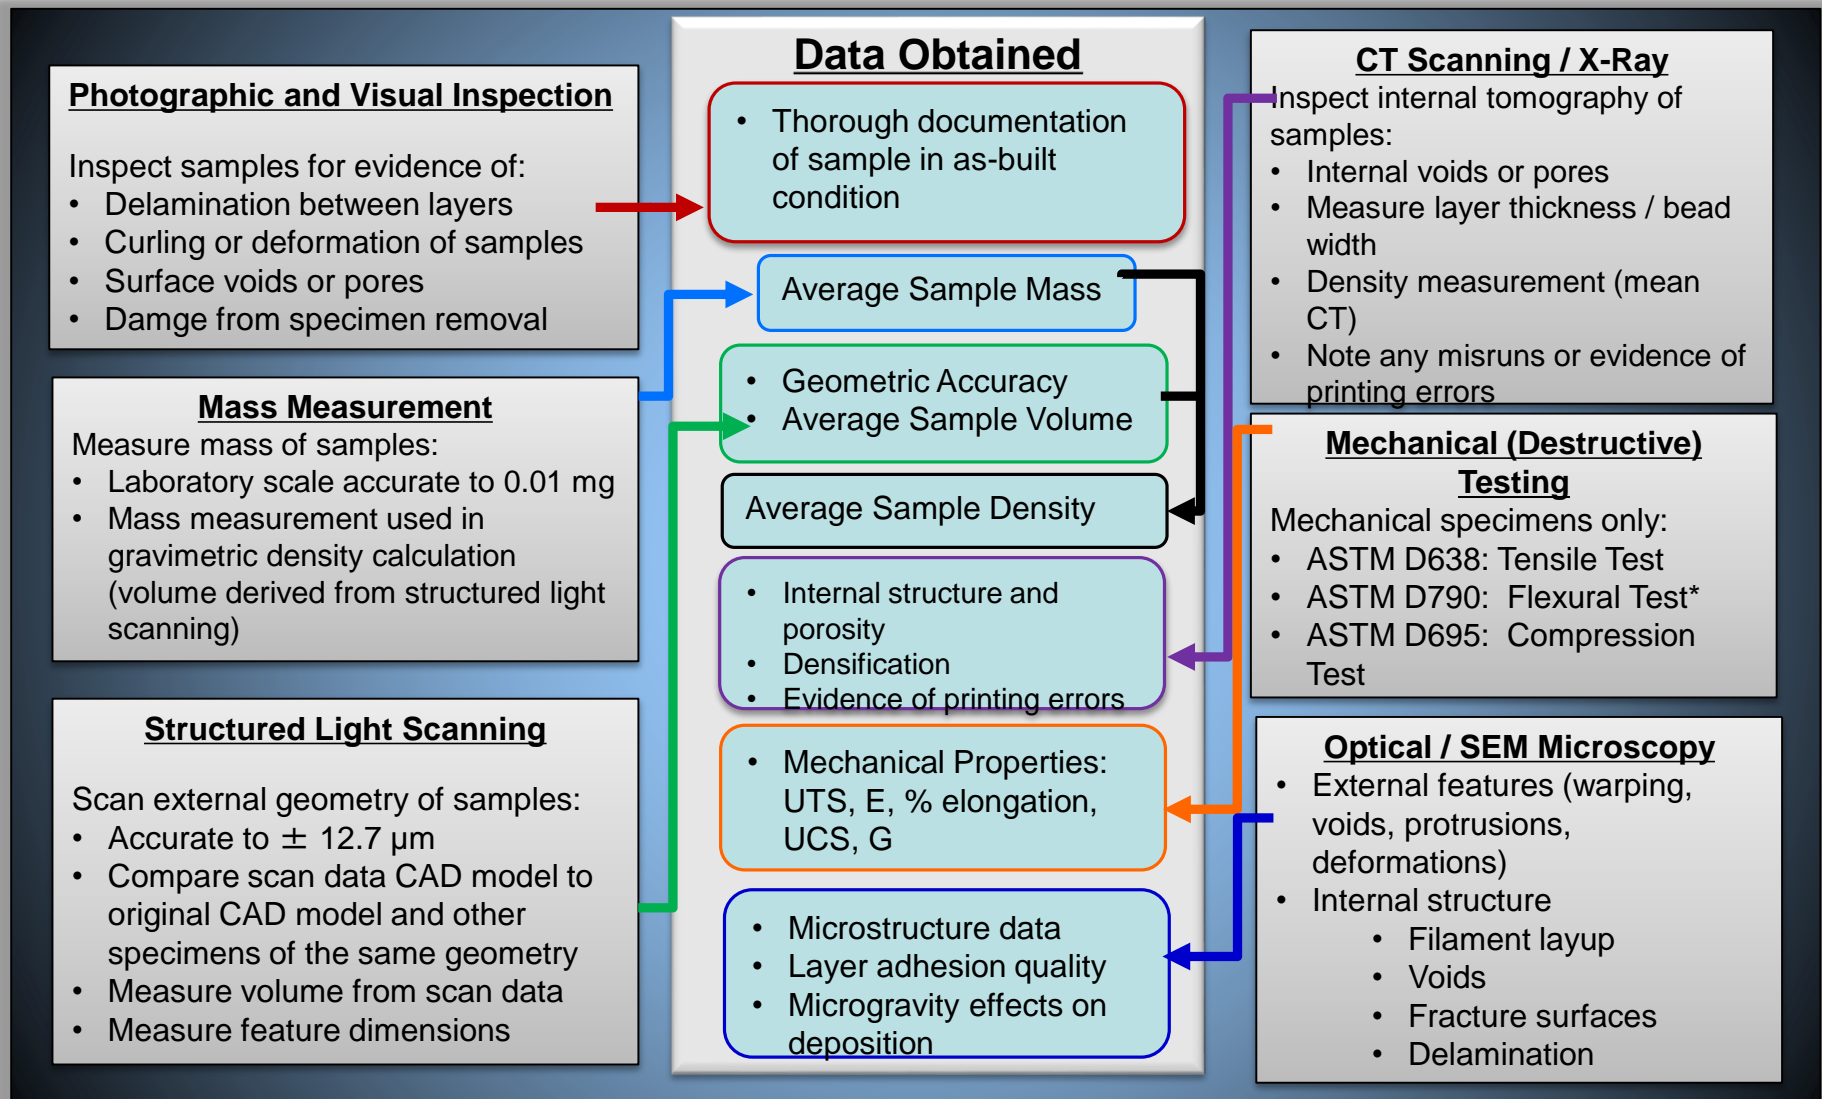 Photographic and Visual Inspection
Inspect samples for evidence of:
• Delamination between layers
• Curling or deformation of samples
• Surface voids or pores
• Damge from specimen removal
Mass Measurement
Measure mass of samples:
• Laboratory scale accurate to 0.01 mg
• Mass measurement used in
gravimetric density calculation
(volume derived from structured light
scanning)
Structured Light Scanning
Scan external geometry of samples:
• Accurate to ± 12.7 µm
• Compare scan data CAD model to
original CAD model and other
specimens of the same geometry
• Measure volume from scan data
• Measure feature dimensions
Data Obtained
• Thorough documentation
of sample in as-built
condition
Average Sample Mass
• Geometric Accuracy
• Average Sample Volume
Average Sample Density
• Internal structure and
porosity
• Densification
• Evidence of printing errors
• Mechanical Properties:
UTS, E, % elongation,
UCS, G
• Microstructure data
• Layer adhesion quality
• Microgravity effects on
deposition
CT Scanning / X-Ray
Inspect internal tomography of
samples:
• Internal voids or pores
• Measure layer thickness / bead
width
• Density measurement (mean
CT)
• Note any misruns or evidence of
printing errors
Mechanical (Destructive)
Testing
Mechanical specimens only:
• ASTM D638: Tensile Test
• ASTM D790: Flexural Test*
• ASTM D695: Compression
Test
Optical / SEM Microscopy
• External features (warping,
voids, protrusions,
deformations)
• Internal structure
• Filament layup
• Voids
• Fracture surfaces
• Delamination